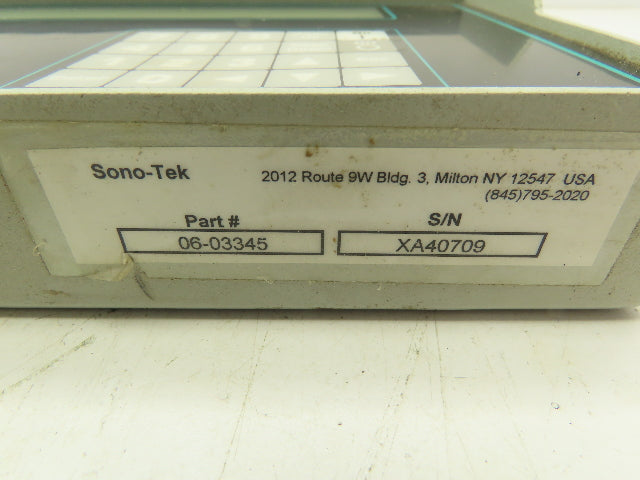 Sono-Tek
2012 Route 9W Bldg. 3, Milton NY 12547 USA
(845)795-2020
Part # S/N
06-03345 XA40709